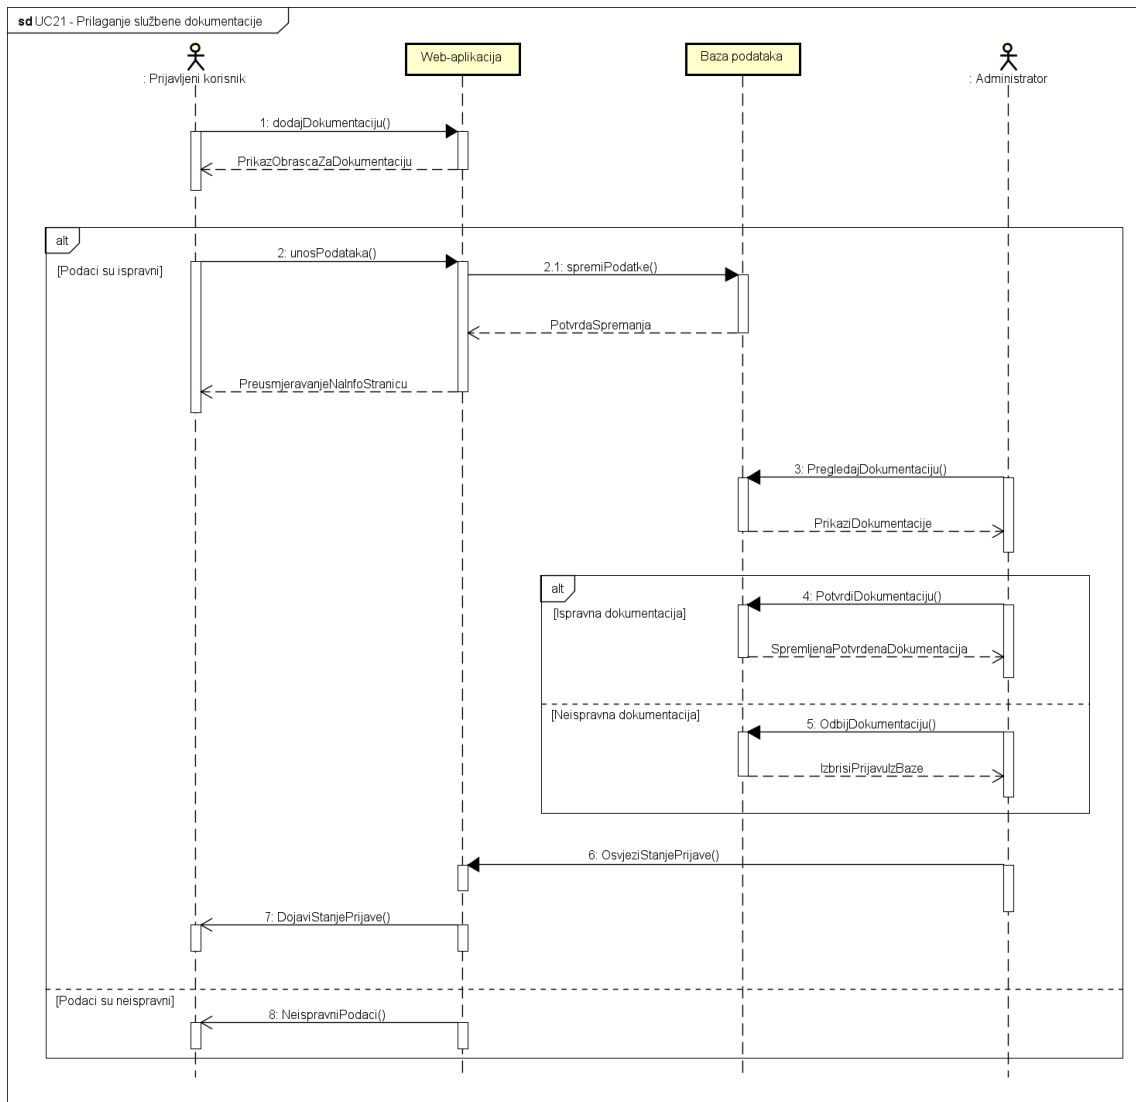 sd UC21 - Prilaganje službene dokumentacije
: Prijavljeni korisnik
Web-aplikacija
Baza podataka
: Administrator
1: dodajDokumentaciju()
PrikazObrascaZaDokumentaciju
alt
[Podaci su ispravni]
2: unosPodataka()
2.1: spremiPodatke()
PotvrdaSpremanja
PreusmjeravanjeNaInfoStranicu
3: PregledajDokumentaciju()
PrikaziDokumentacije
alt
[Ispravna dokumentacija]
4: PotvrdiDokumentaciju()
SpremljenaPotvrdenaDokumentacija
[Neispravna dokumentacija]
5: OdbijDokumentaciju()
IzbrisiPrijavuIzBaze
6: OsvjeziStanjePrijave()
7: DojaviStanjePrijave()
[Podaci su neispravni]
8: NeispravniPodaci()